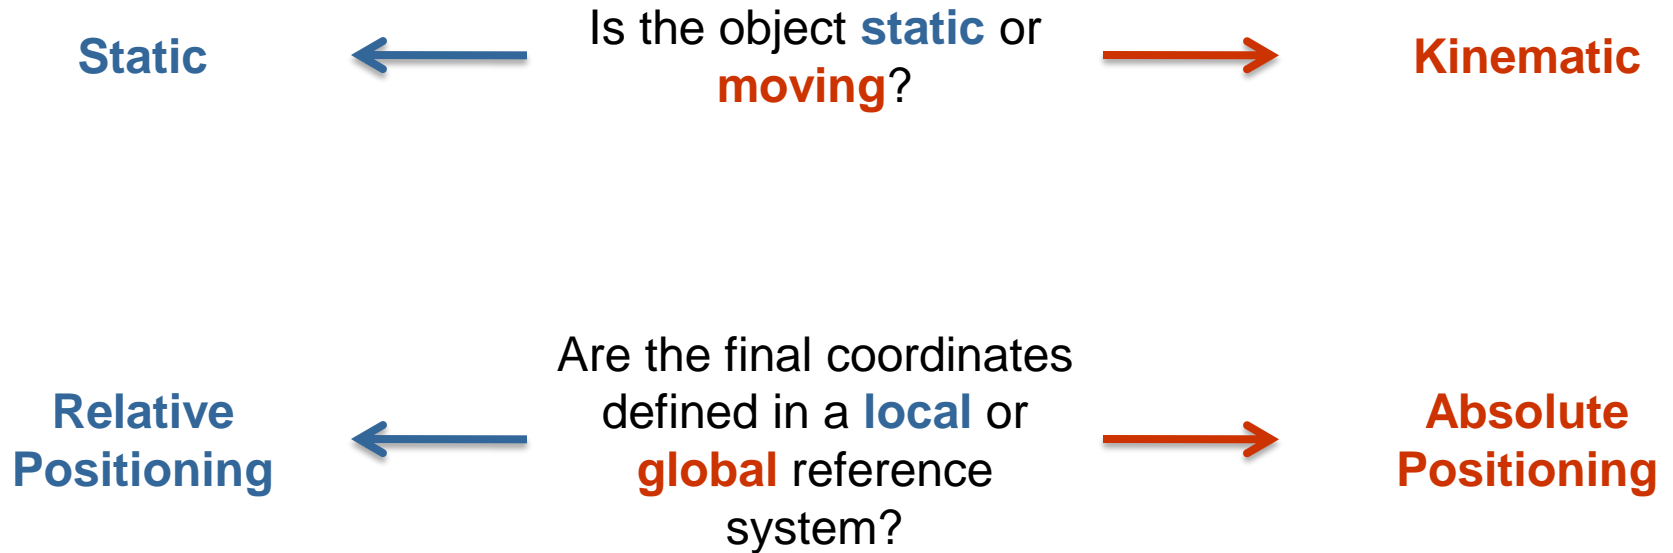 Static
Is the object static or
moving?
Kinematic
Relative
Positioning
Are the final coordinates
defined in a local or
global reference
system?
Absolute
Positioning